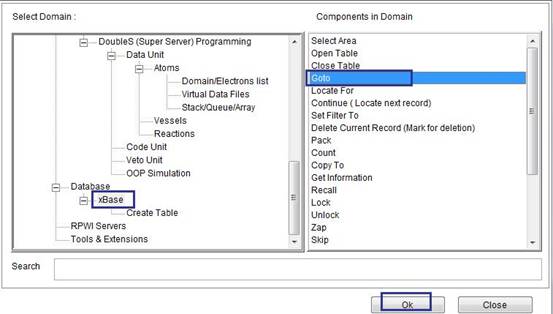 Select Domain :
DoubleS (Super Server) Programming
Data Unit
Atoms
Domain/Electrons list
Virtual Data Files
Stack/Queue/Array
Vessels
Reactions
Code Unit
Veto Unit
OOP Simulation
Database
xBase
Create Table
RPWI Servers
Tools & Extensions
Components in Domain
Select Area
Open Table
Close Table
Goto
Locate For
Continue ( Locate next record)
Set Filter To
Delete Current Record (Mark for deletion)
Pack
Count
Copy To
Get Information
Recall
Lock
Unlock
Zap
Skip
Search
Ok
Close